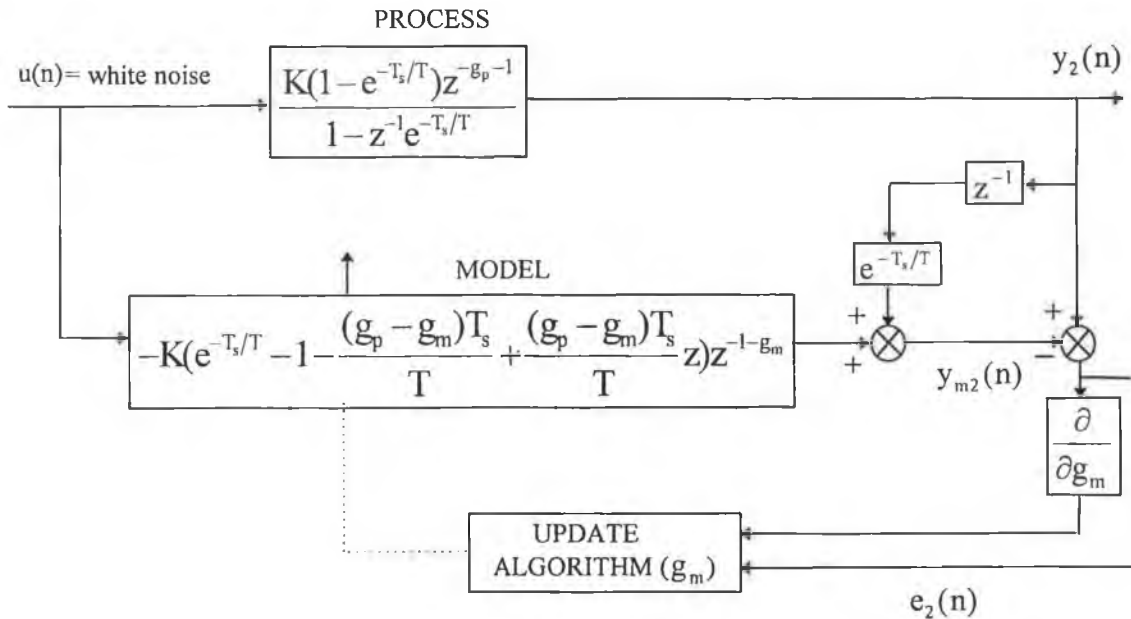 PROCESS
u(n)= white noise
K(1−e^{−T_s/T})z^{−g_p−1}
1−z^{−1}e^{−T_s/T}
y_2(n)
z^{−1}
e^{−T_s/T}
MODEL
−K(e^{−T_s/T} −1− (g_p − g_m)T_s / T + (g_p − g_m)T_s / T z)z^{−1−g_m}
+
+
+
−
y_{m2}(n)
∂
∂g_m
UPDATE
ALGORITHM (g_m)
e_2(n)